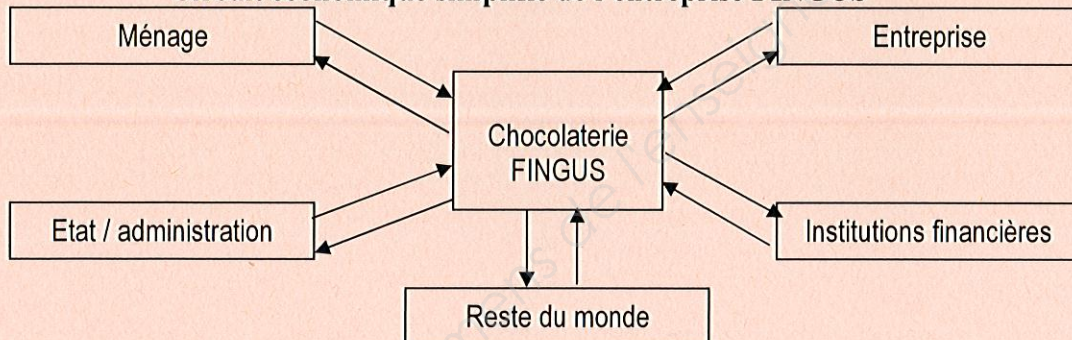 Ménage
Entreprise
Chocolaterie
FINGUS
Etat / administration
Institutions financières
Reste du monde